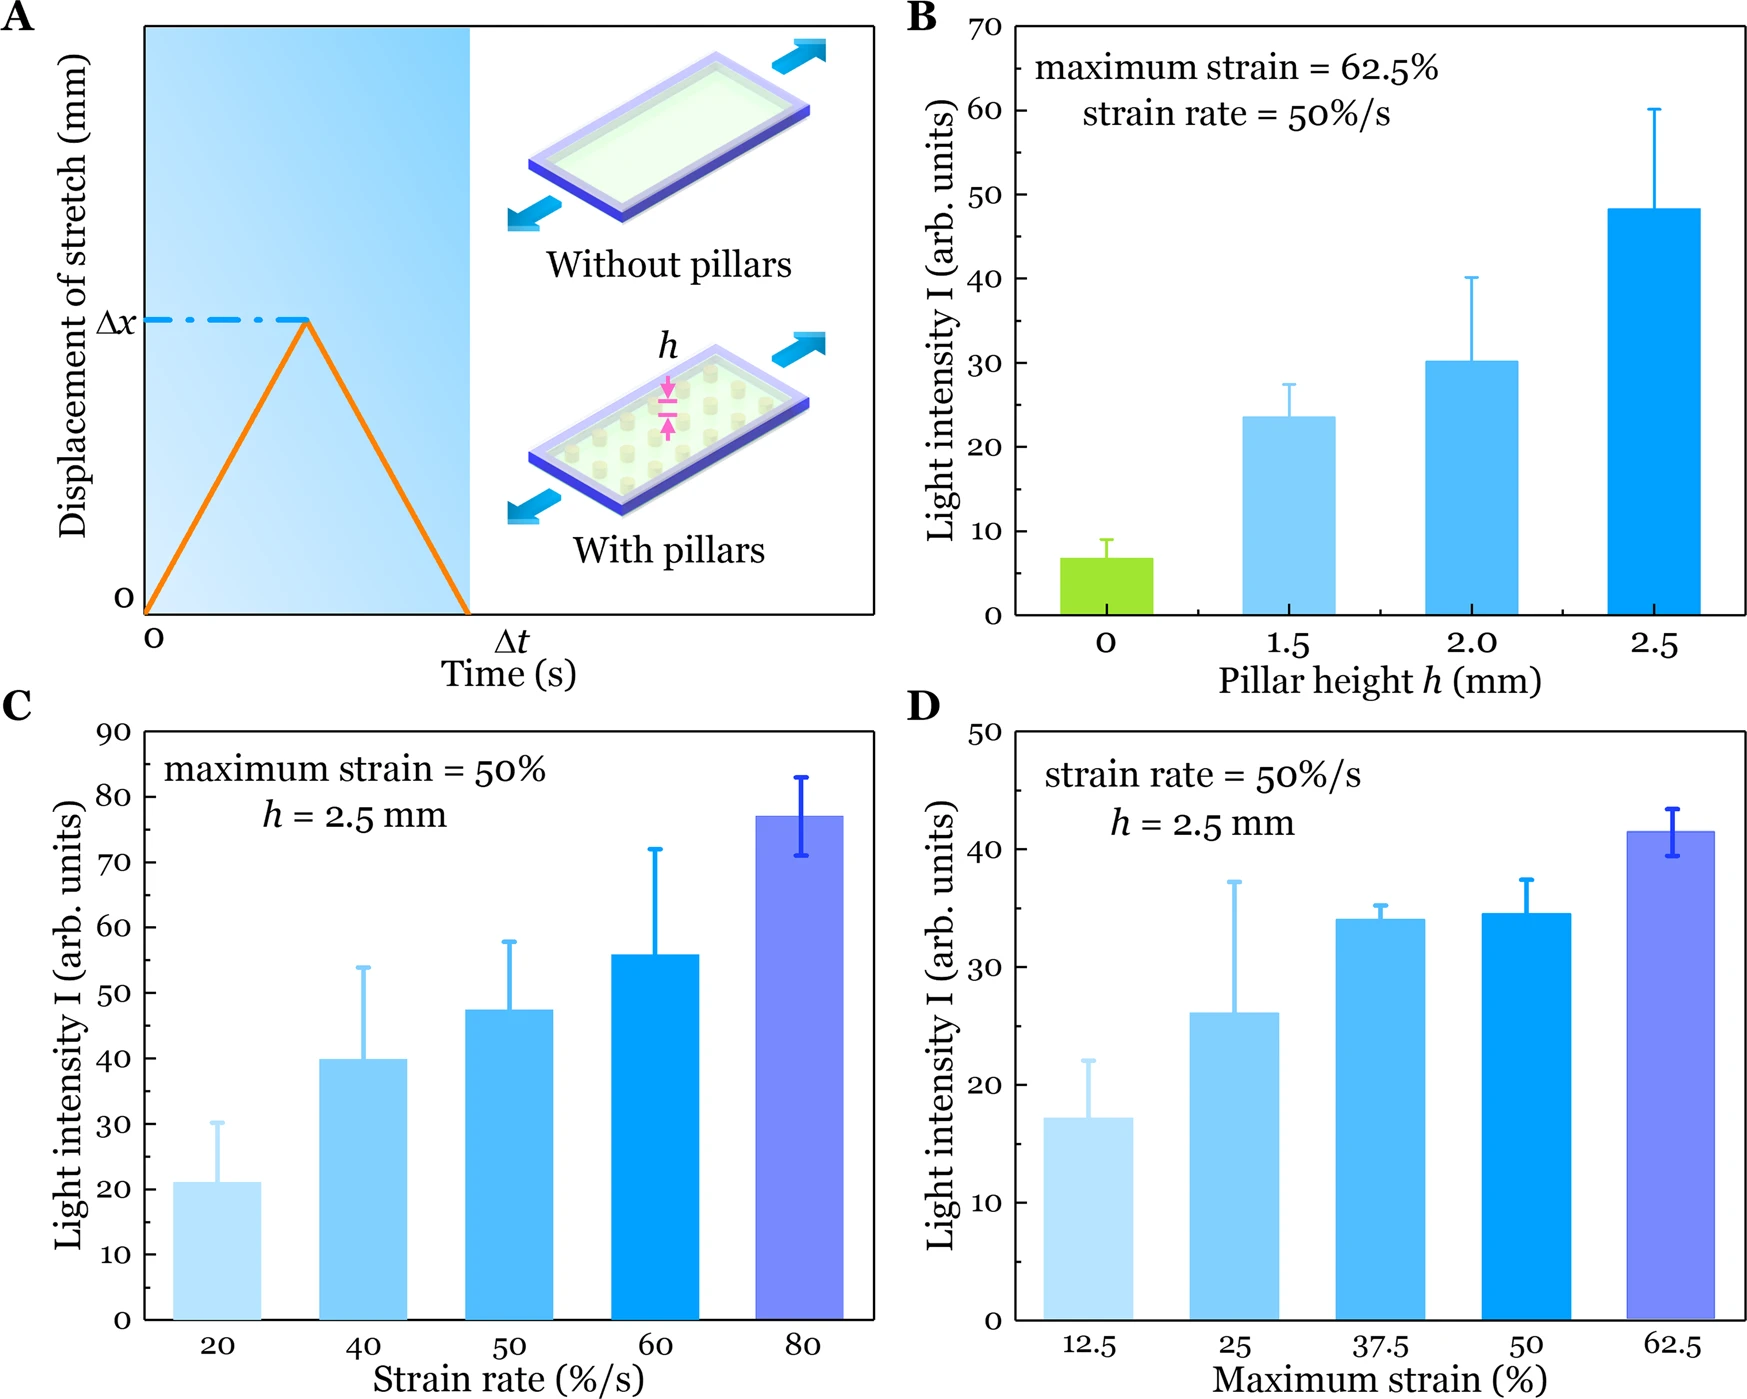 A
Displacement of stretch (mm)
Δx
0
0
Δt
Time (s)
Without pillars
h
With pillars
B
maximum strain = 62.5%
strain rate = 50%/s
Light intensity I (arb. units)
70
60
50
40
30
20
10
0
0 1.5 2.0 2.5
Pillar height h (mm)
C
maximum strain = 50%
h = 2.5 mm
Light intensity I (arb. units)
90
80
70
60
50
40
30
20
10
0
20 40 50 60 80
Strain rate (%/s)
D
strain rate = 50%/s
h = 2.5 mm
Light intensity I (arb. units)
50
40
30
20
10
0
12.5 25 37.5 50 62.5
Maximum strain (%)